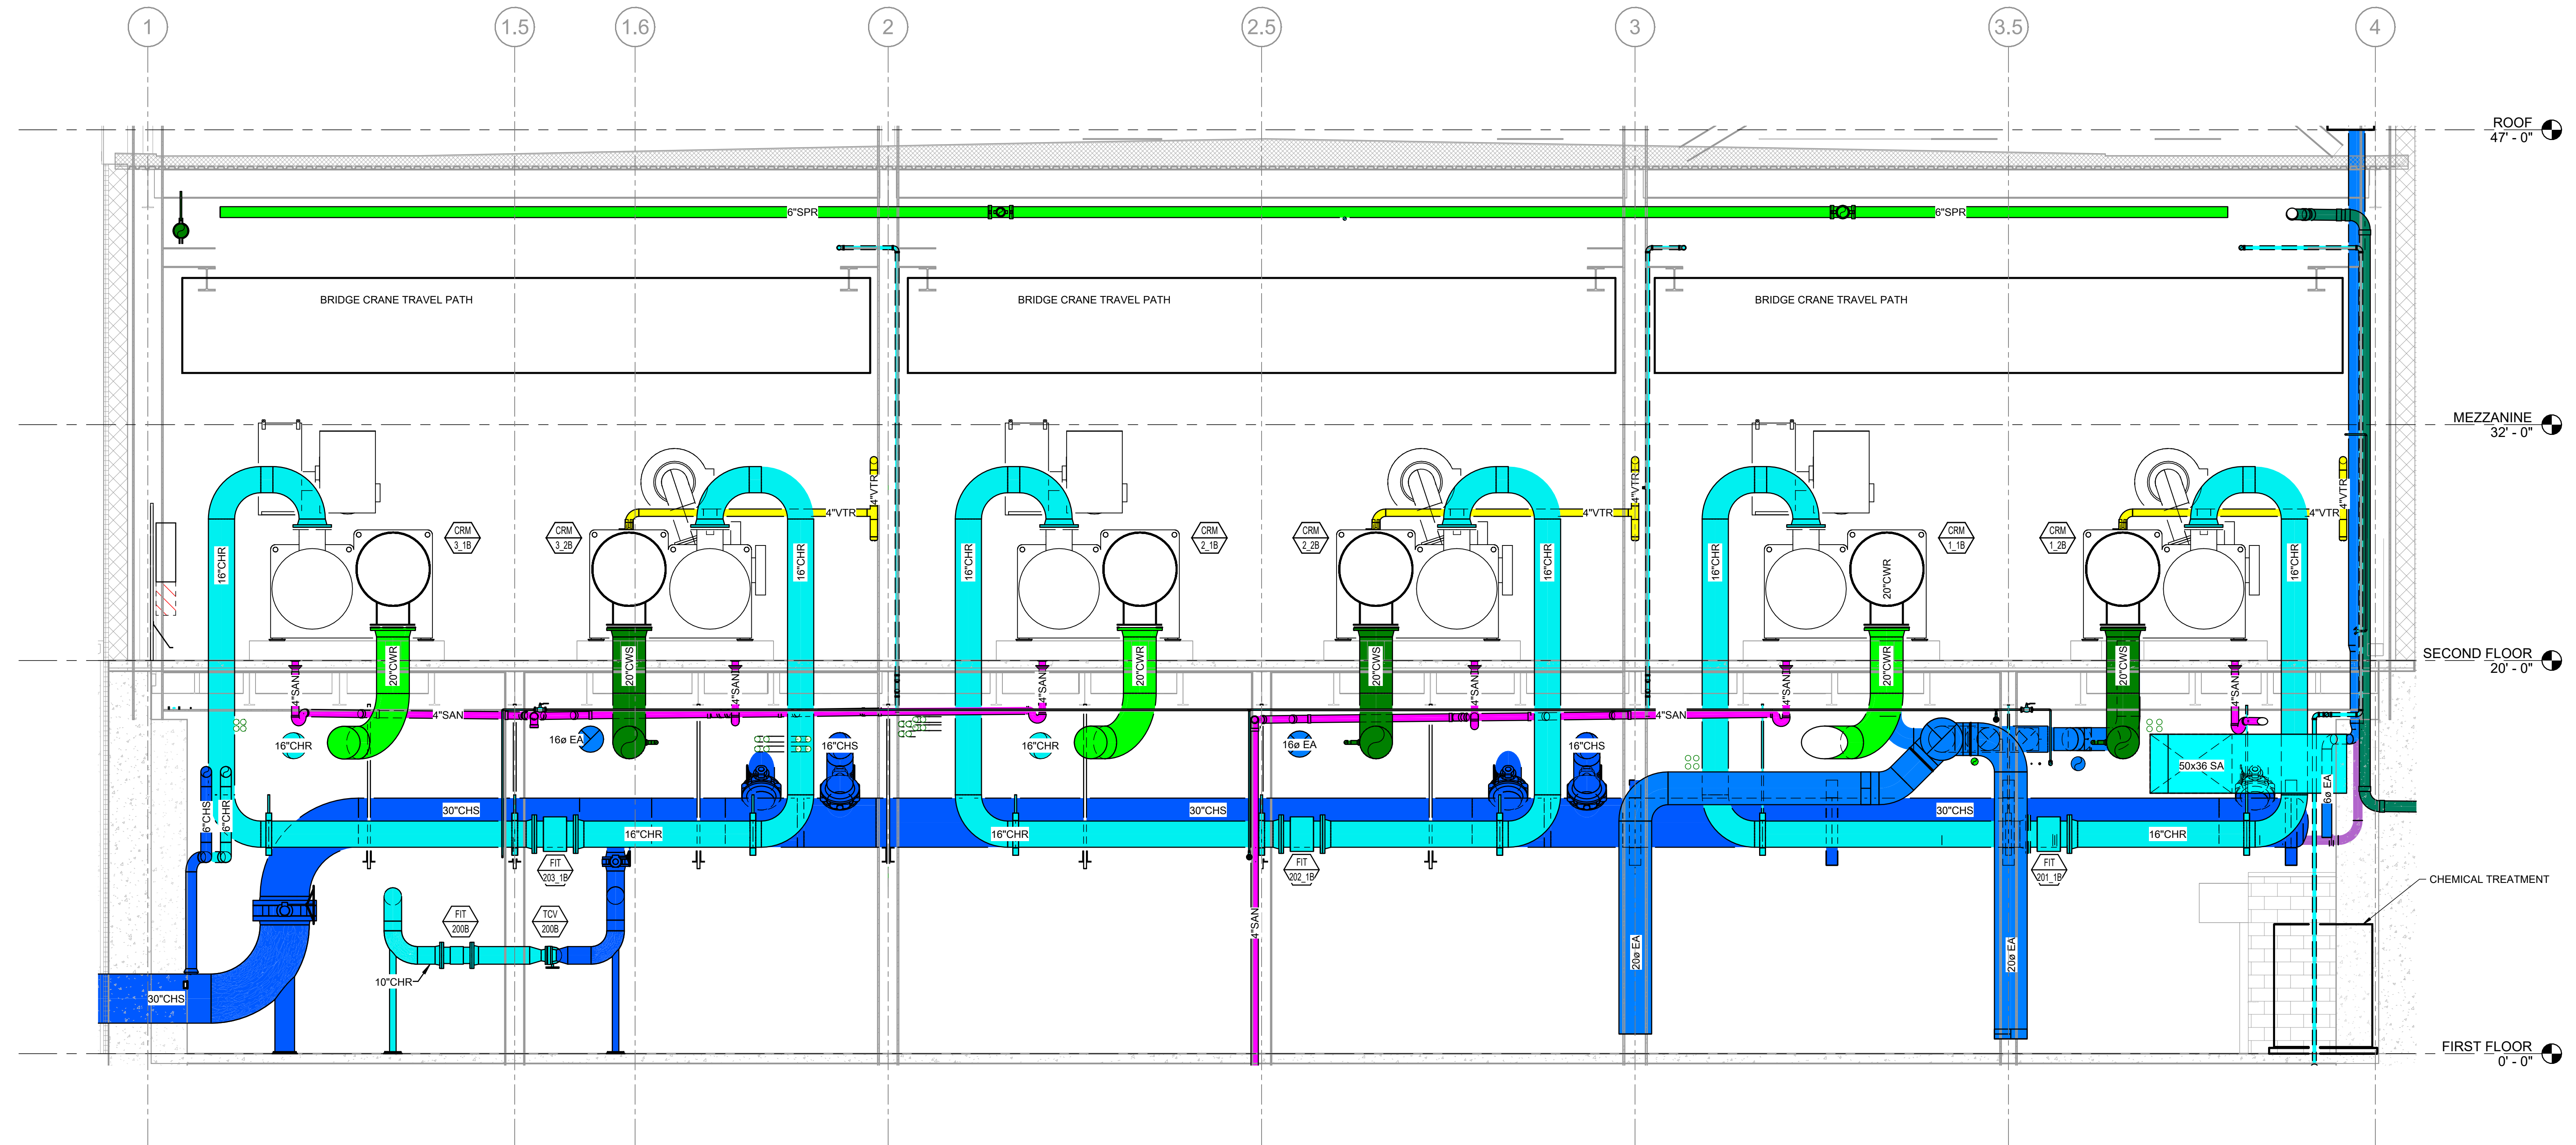 1
1.5
1.6
2
2.5
3
3.5
4
ROOF
47' - 0"
6"SPR
6"SPR
BRIDGE CRANE TRAVEL PATH
BRIDGE CRANE TRAVEL PATH
BRIDGE CRANE TRAVEL PATH
MEZZANINE
32' - 0"
4"VTR
4"VTR
4"VTR
4"VTR
4"VTR
4"VTR
CRM
3_1B
CRM
3_2B
CRM
2_1B
CRM
2_2B
CRM
1_1B
CRM
1_2B
16"CHR
16"CHR
16"CHR
16"CHR
16"CHR
16"CHR
20"CWR
SECOND FLOOR
20' - 0"
4"SAN
20"CWR
20"CWS
4"SAN
4"SAN
20"CWR
20"CWS
4"SAN
4"SAN
20"CWR
20"CWS
4"SAN
4"SAN
4"SAN
16"CHR
16ø EA
16"CHS
16"CHR
16ø EA
16"CHS
50x36 SA
6ø EA
6"CHS
6"CHR
30"CHS
30"CHS
30"CHS
16"CHR
16"CHR
16"CHR
FIT
203_1B
FIT
202_1B
FIT
201_1B
CHEMICAL TREATMENT
FIT
200B
TCV
200B
4"SAN
20ø EA
20ø EA
10"CHR
30"CHS
FIRST FLOOR
0' - 0"